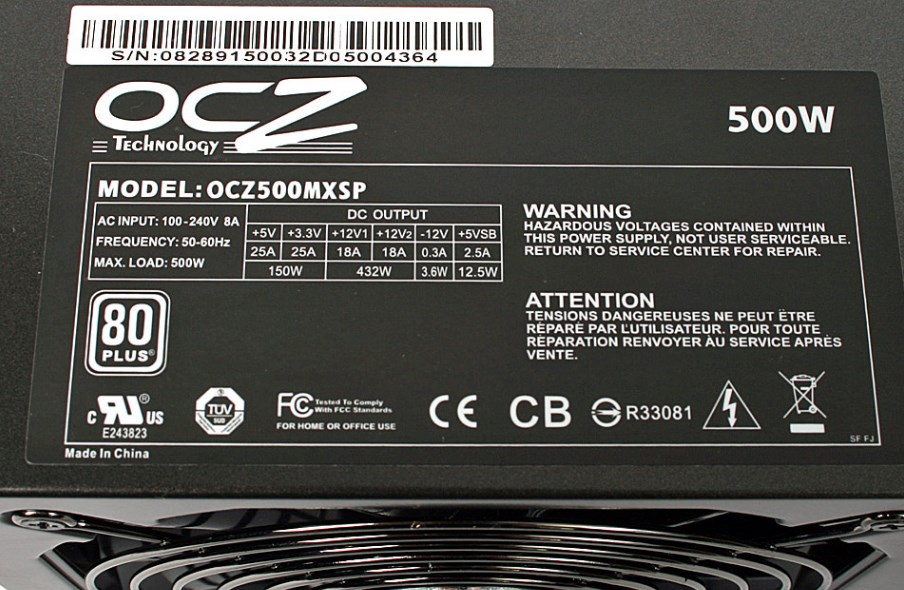 S/N:08289150032D05004364
OCZ
Technology
500W
MODEL: OCZ500MXSP
AC INPUT: 100-240V 8A
FREQUENCY: 50-60Hz
MAX. LOAD: 500W
DC OUTPUT
+5V +3.3V +12V1 +12V2 -12V +5VSB
25A 25A 18A 18A 0.3A 2.5A
150W 432W 3.6W 12.5W
WARNING
HAZARDOUS VOLTAGES CONTAINED WITHIN
THIS POWER SUPPLY, NOT USER SERVICEABLE.
RETURN TO SERVICE CENTER FOR REPAIR.
ATTENTION
TENSIONS DANGEREUSES NE PEUT ËTRE
RÉPARÉ PAR L'UTILISATEUR. POUR TOUTE
RÉPARATION RENVOYER ÀU SERVICE APRÈS
VENTE.
80
PLUS®
c RU ® US
E243823
TUV
SUD
FC Tested To Comply
With FCC Standards
FOR HOME OR OFFICE USE
CE
CB
R33081
SF FJ
Made In China